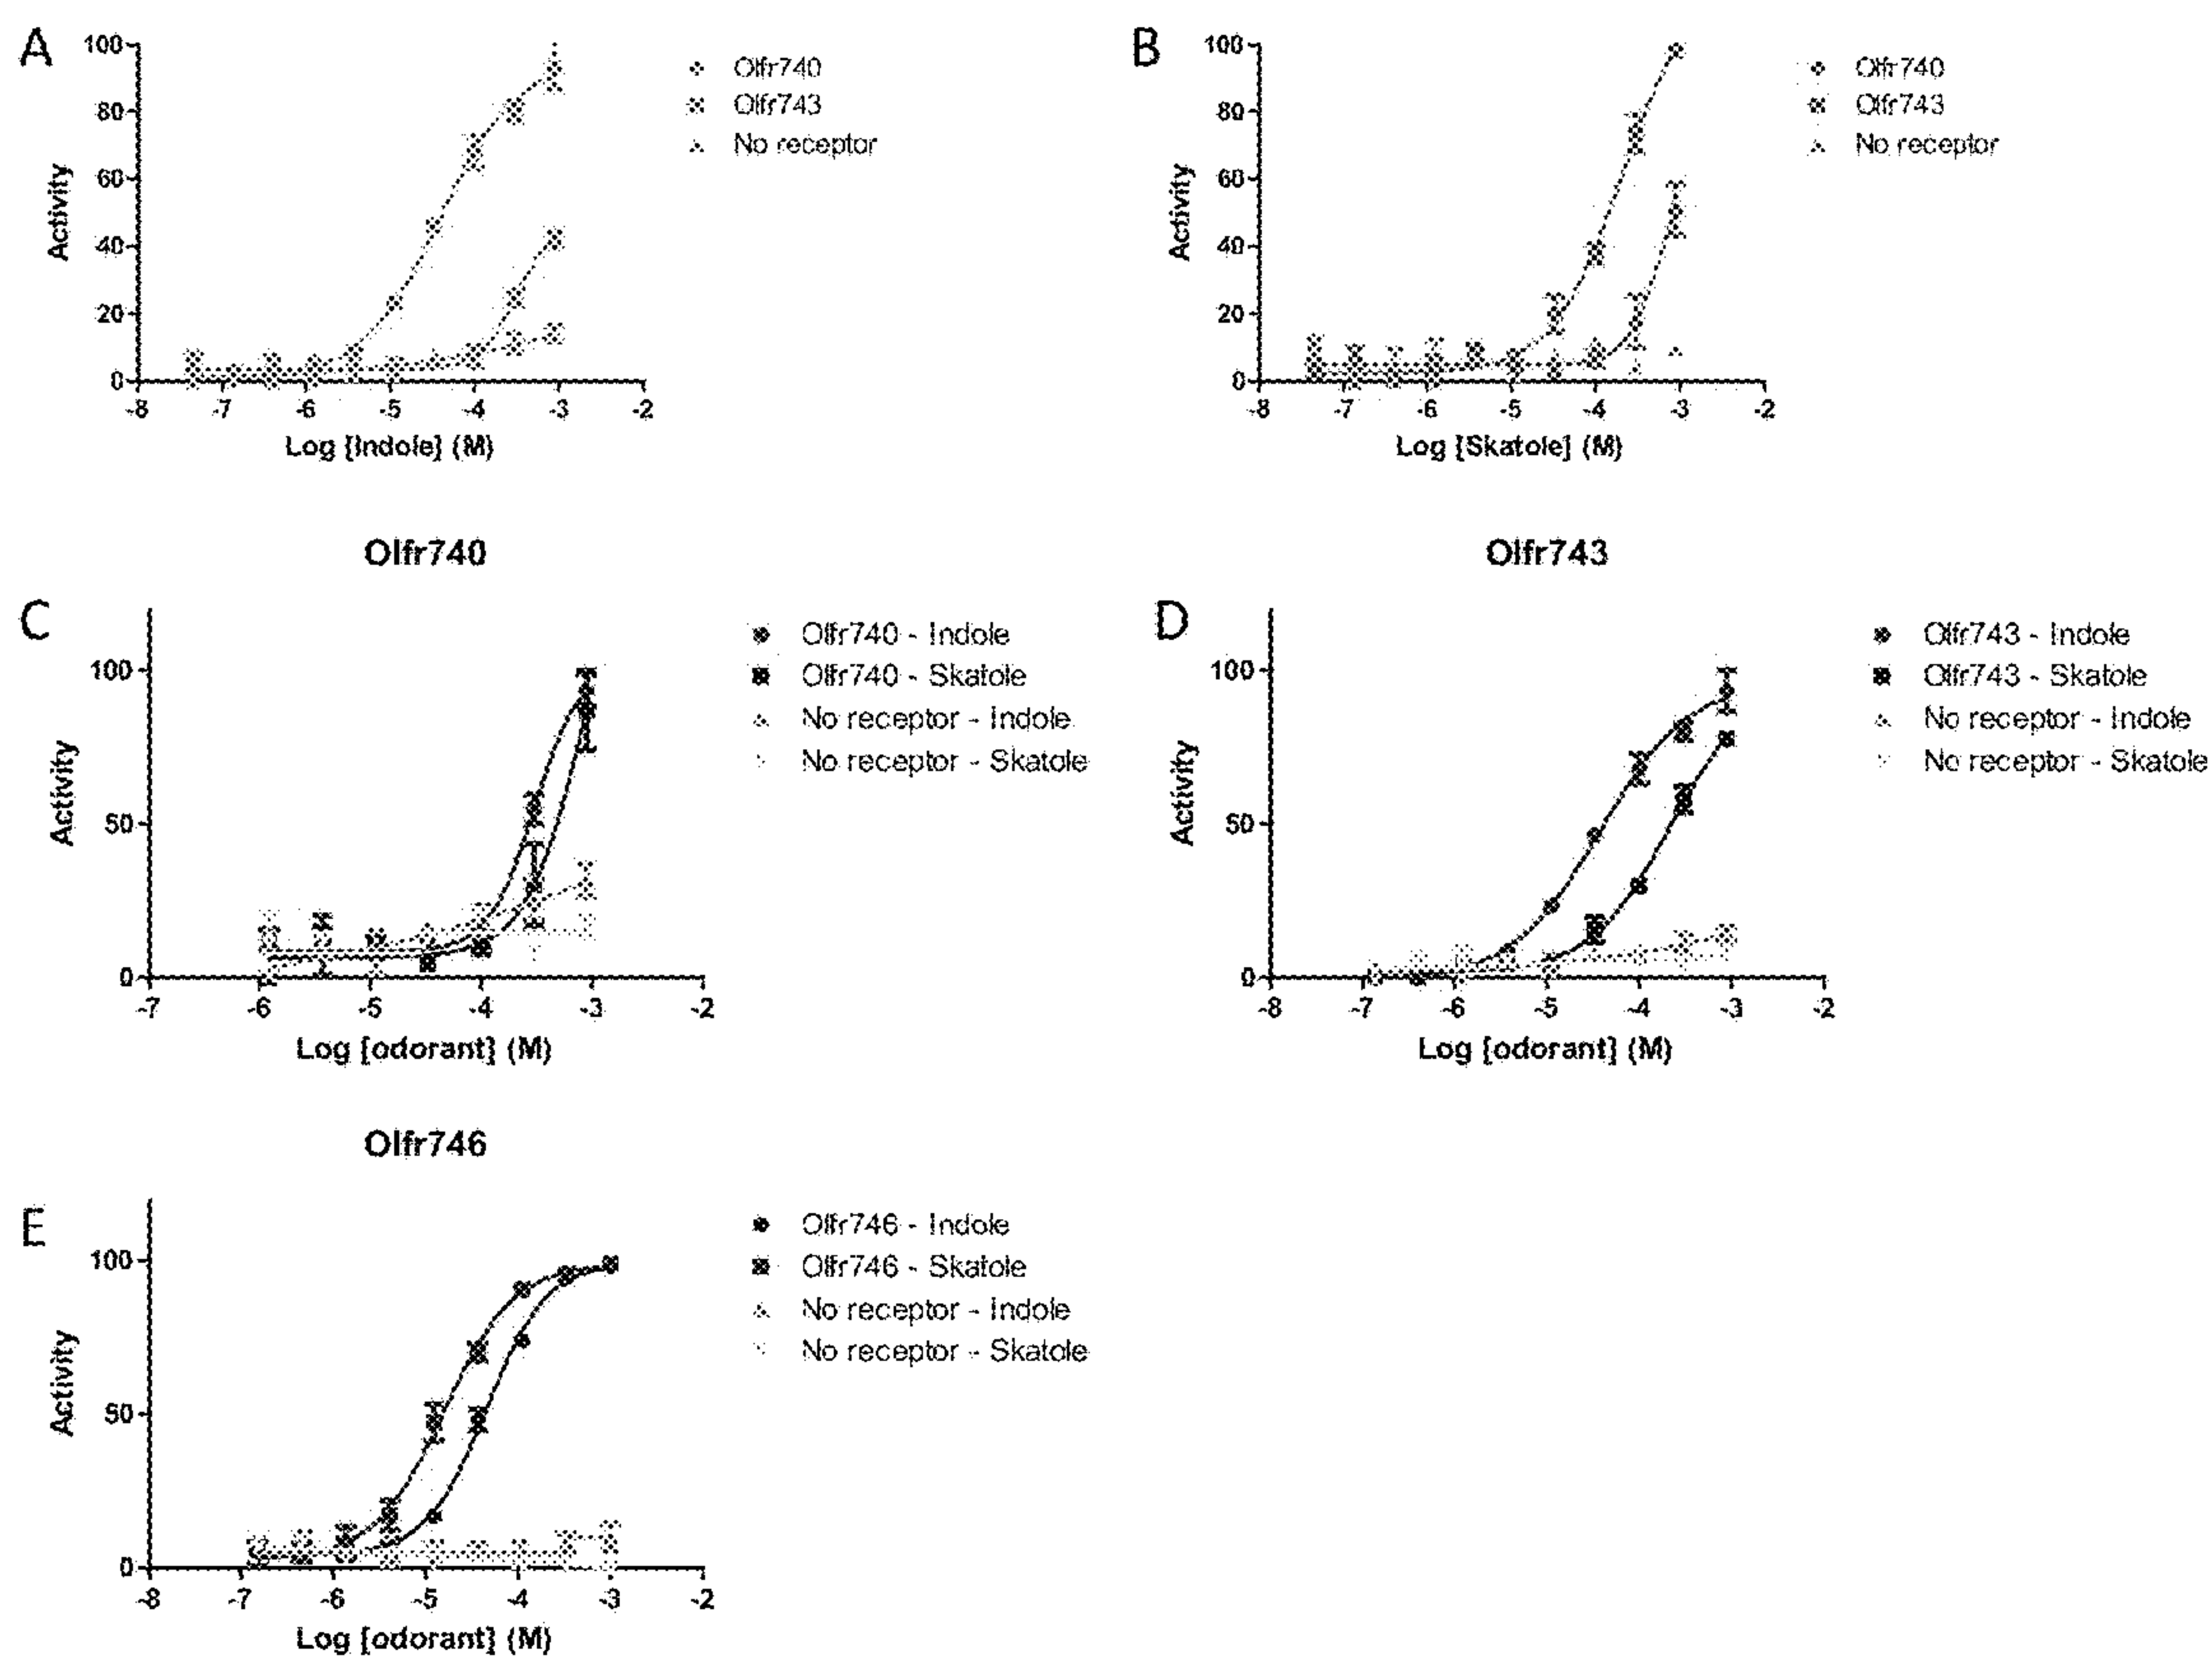 A
100
80
60
40
20
0
-8 -7 -6 -5 -4 -3 -2
Activity
Log [Indole] (M)
Olfr740
Olfr743
No receptor
B
100
80
60
40
20
0
-8 -7 -6 -5 -4 -3 -2
Activity
Log [Skatole] (M)
Olfr740
Olfr743
No receptor
Olfr740
C
100
50
0
-7 -6 -5 -4 -3 -2
Activity
Log [odorant] (M)
Olfr740 - Indole
Olfr740 - Skatole
No receptor - Indole
No receptor - Skatole
Olfr743
D
100
50
0
-8 -7 -6 -5 -4 -3 -2
Activity
Log [odorant] (M)
Olfr743 - Indole
Olfr743 - Skatole
No receptor - Indole
No receptor - Skatole
Olfr746
E
100
50
0
-8 -7 -6 -5 -4 -3 -2
Activity
Log [odorant] (M)
Olfr746 - Indole
Olfr746 - Skatole
No receptor - Indole
No receptor - Skatole